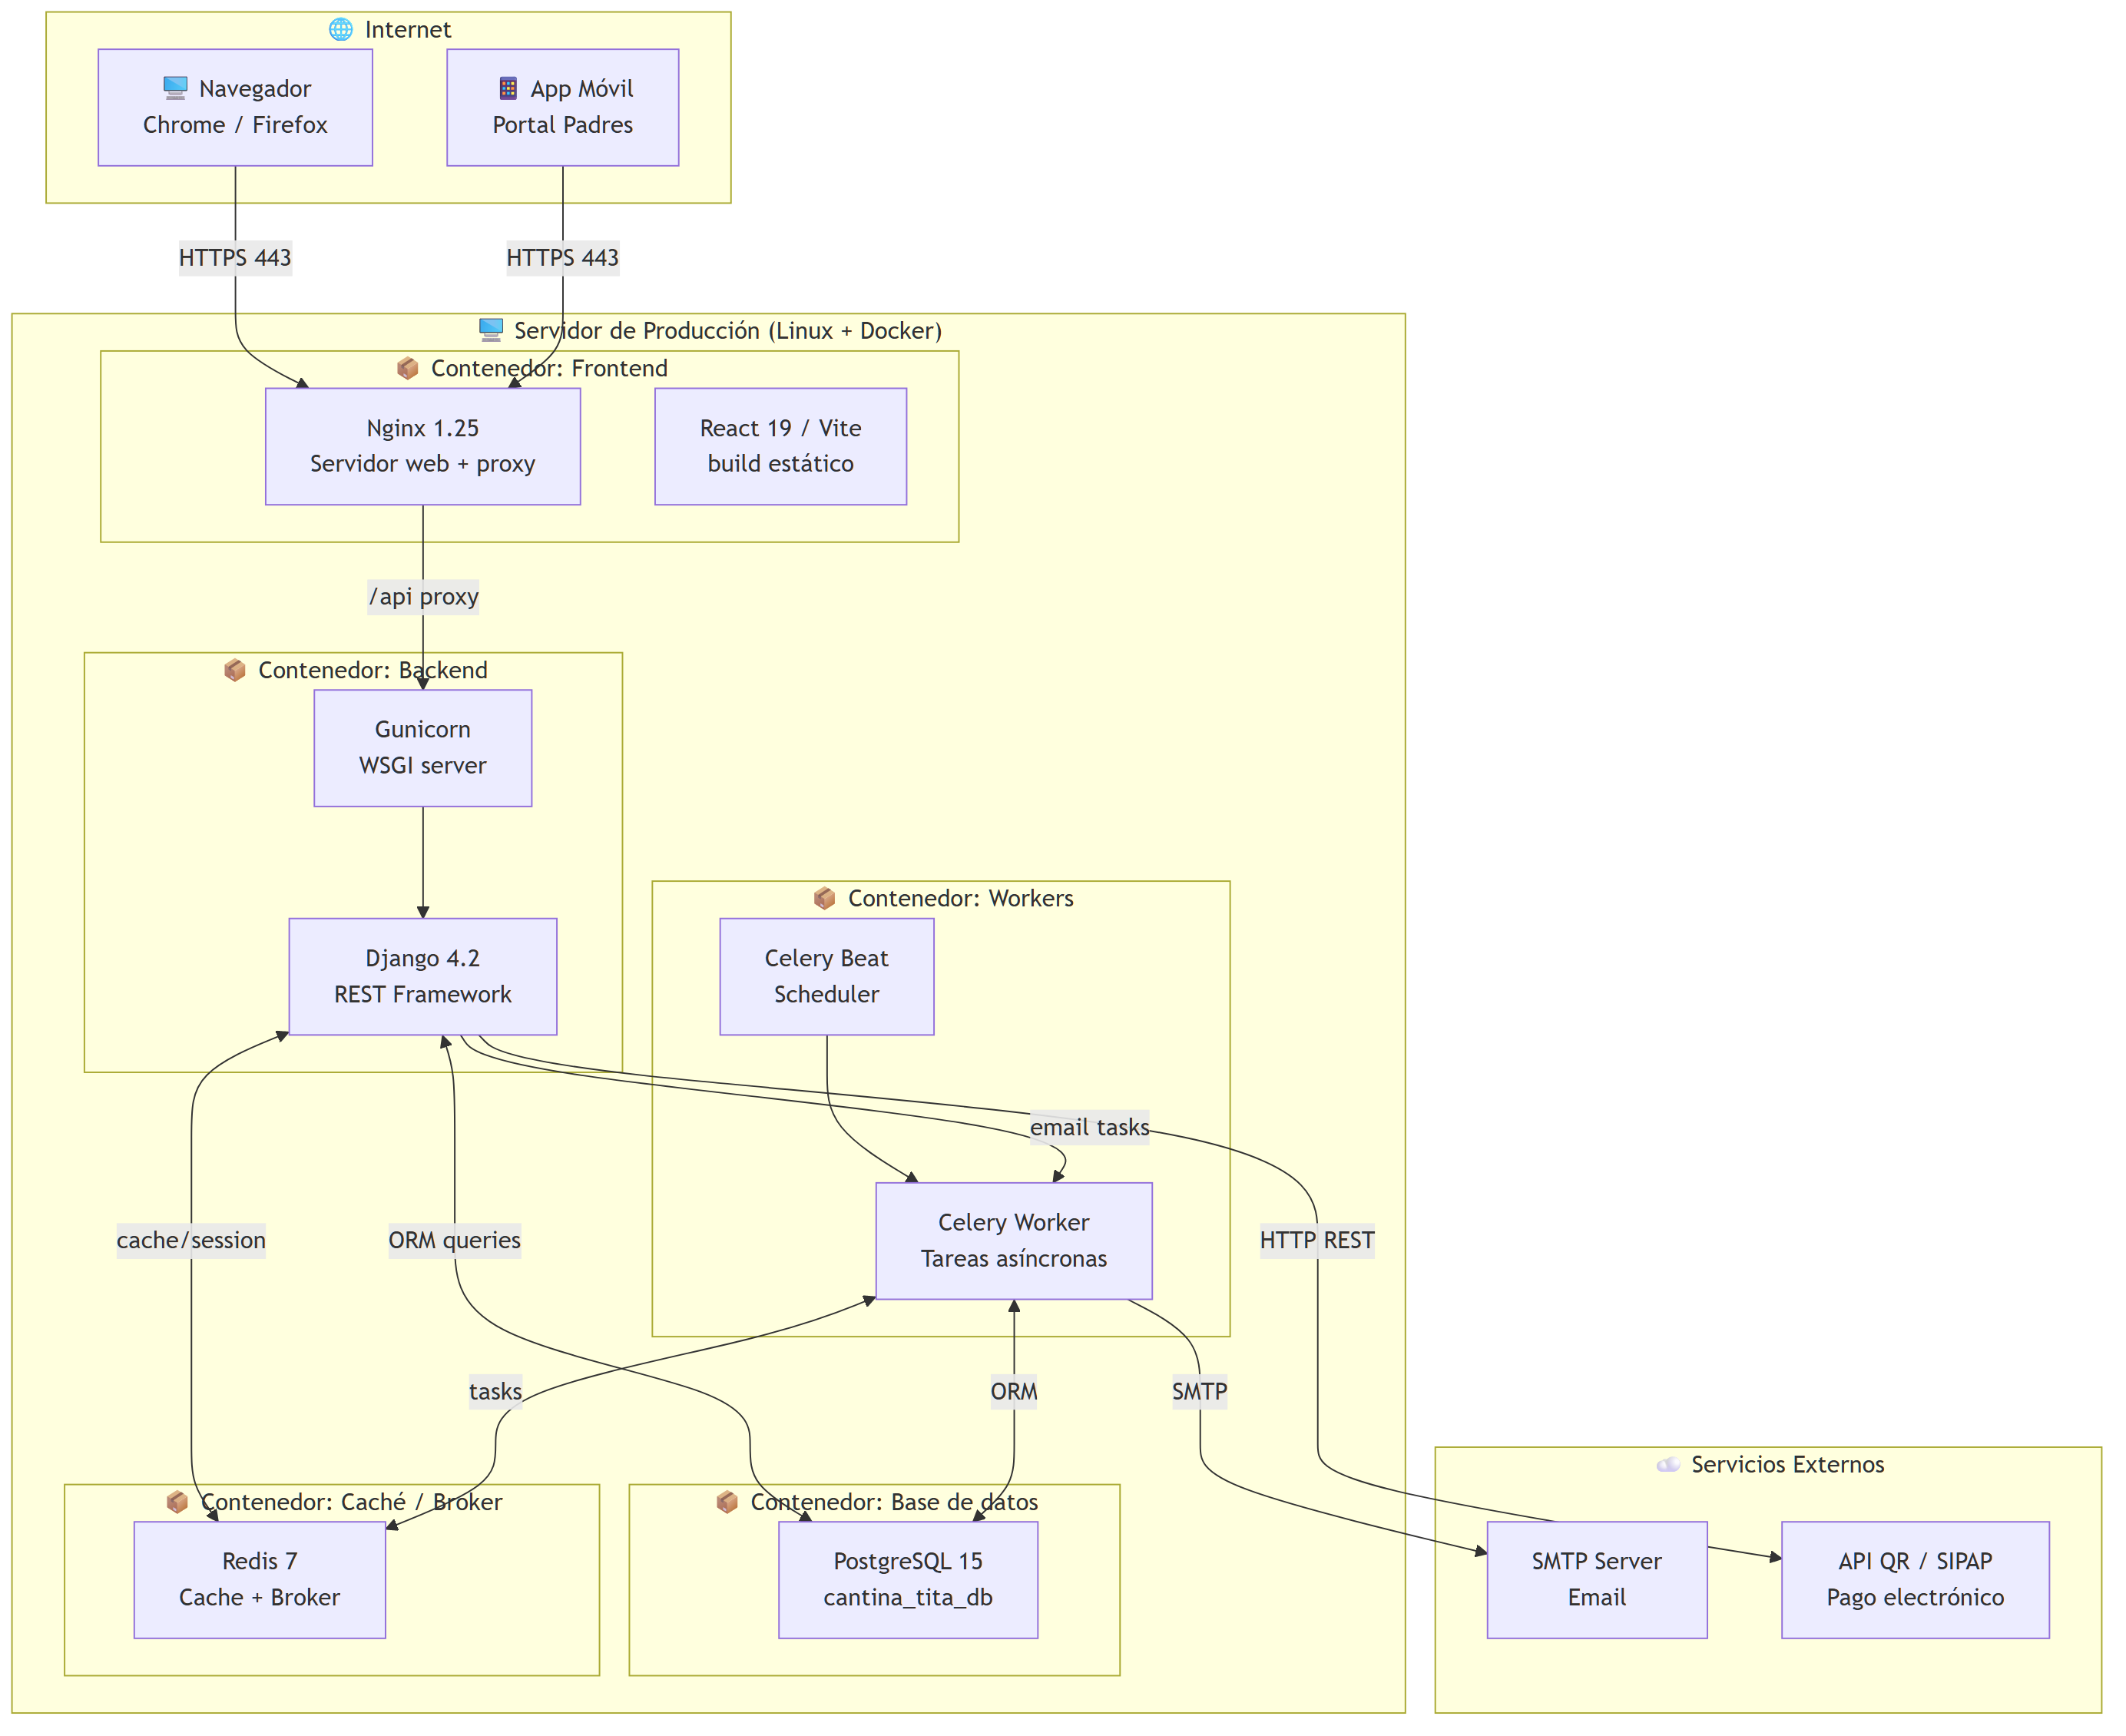 🌐 Internet
🖥️ Navegador
Chrome / Firefox
📱 App Móvil
Portal Padres
HTTPS 443
HTTPS 443
🖥️ Servidor de Producción (Linux + Docker)
📦 Contenedor: Frontend
Nginx 1.25
Servidor web + proxy
React 19 / Vite
build estático
/api proxy
📦 Contenedor: Backend
Gunicorn
WSGI server
Django 4.2
REST Framework
📦 Contenedor: Workers
Celery Beat
Scheduler
email tasks
Celery Worker
Tareas asíncronas
cache/session
ORM queries
HTTP REST
tasks
ORM
SMTP
📦 Contenedor: Caché / Broker
Redis 7
Cache + Broker
📦 Contenedor: Base de datos
PostgreSQL 15
cantina_tita_db
☁️ Servicios Externos
SMTP Server
Email
API QR / SIPAP
Pago electrónico